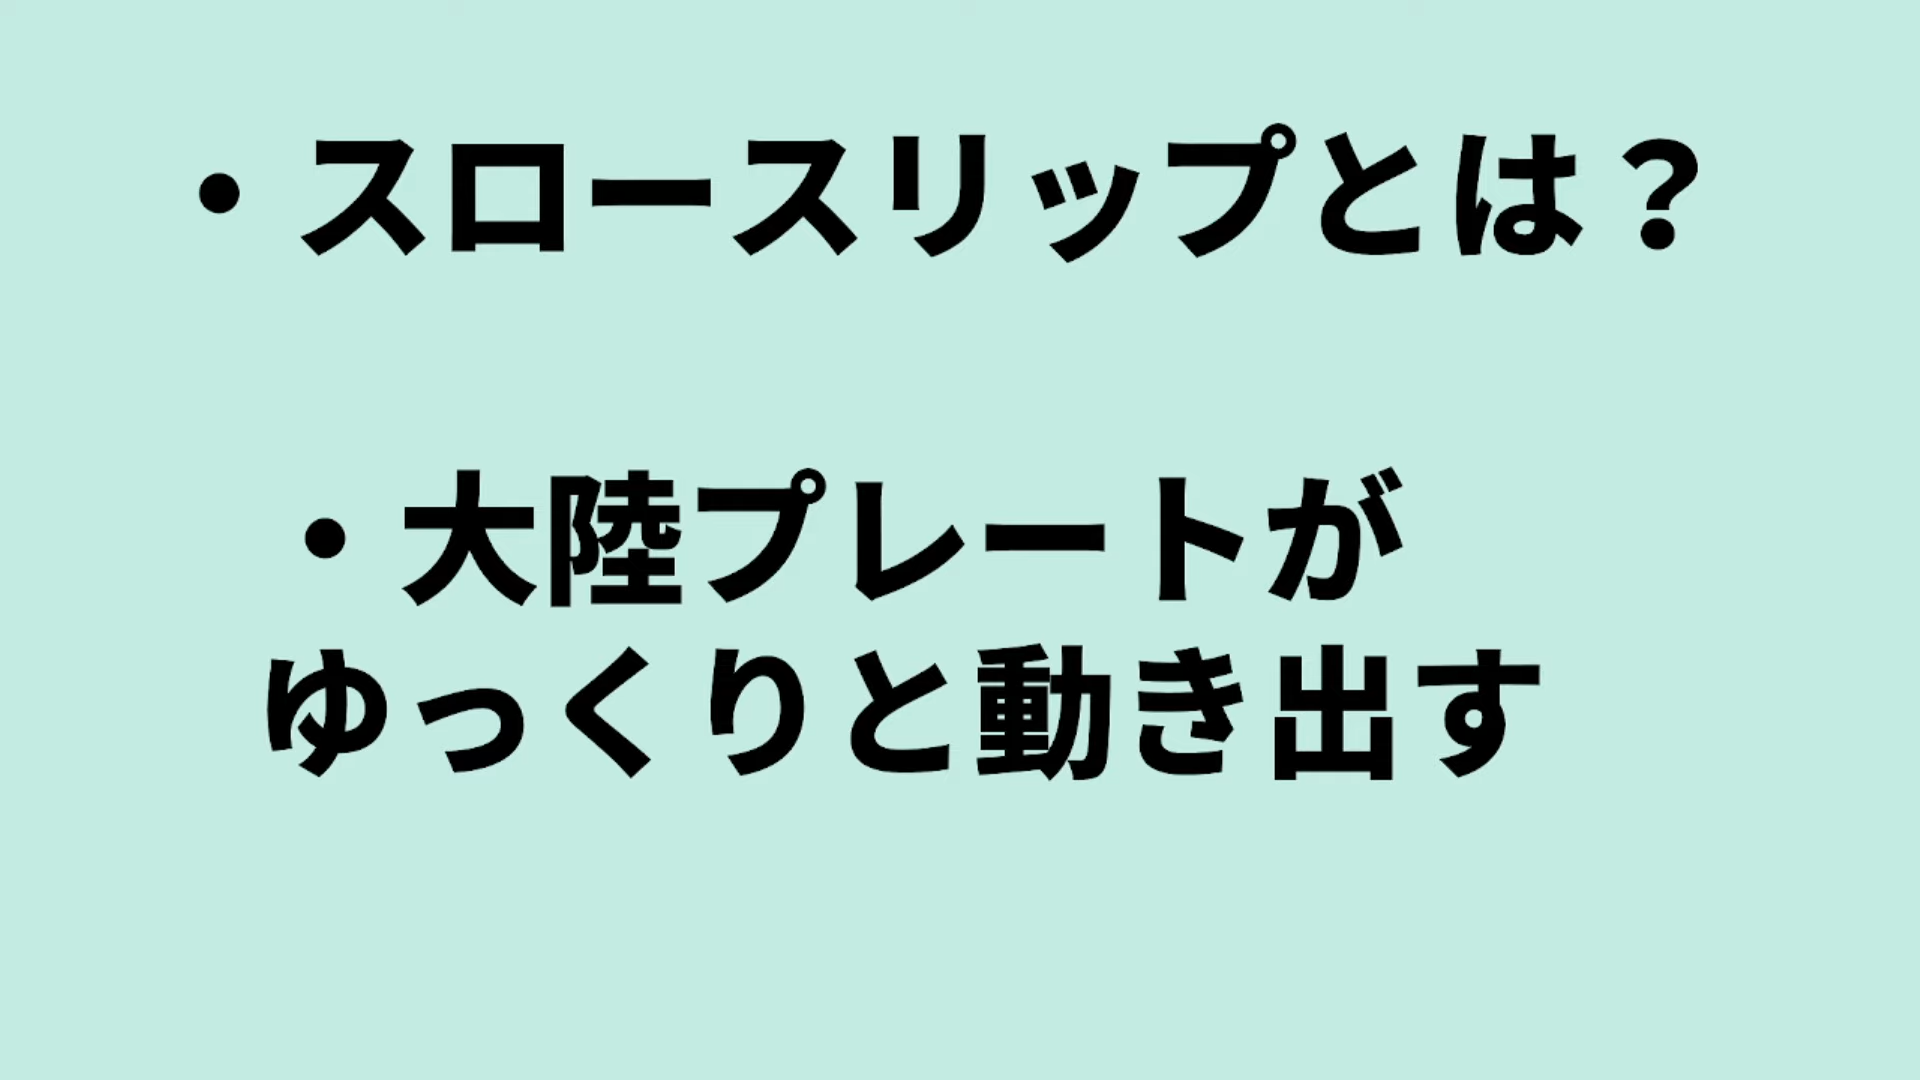 ・スロースリップとは？
・大陸プレートが
ゆっくりと動き出す